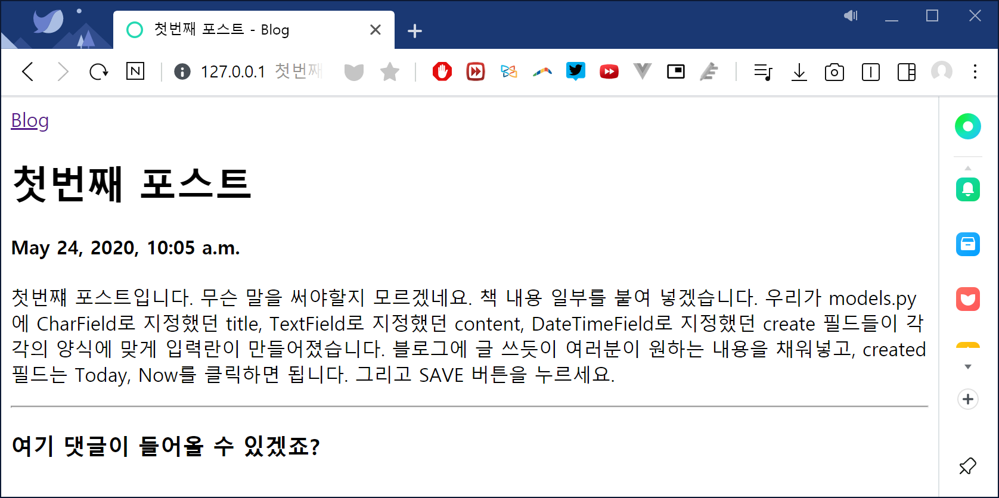 첫번째 포스트 - Blog
127.0.0.1 첫번째
Blog
첫번째 포스트
May 24, 2020, 10:05 a.m.
첫번쨰 포스트입니다. 무슨 말을 써야할지 모르겠네요. 책 내용 일부를 붙여 넣겠습니다. 우리가 models.py
에 CharField로 지정했던 title, TextField로 지정했던 content, DateTimeField로 지정했던 create 필드들이 각
각의 양식에 맞게 입력란이 만들어졌습니다. 블로그에 글 쓰듯이 여러분이 원하는 내용을 채워넣고, created
필드는 Today, Now를 클릭하면 됩니다. 그리고 SAVE 버튼을 누르세요.
여기 댓글이 들어올 수 있겠죠?